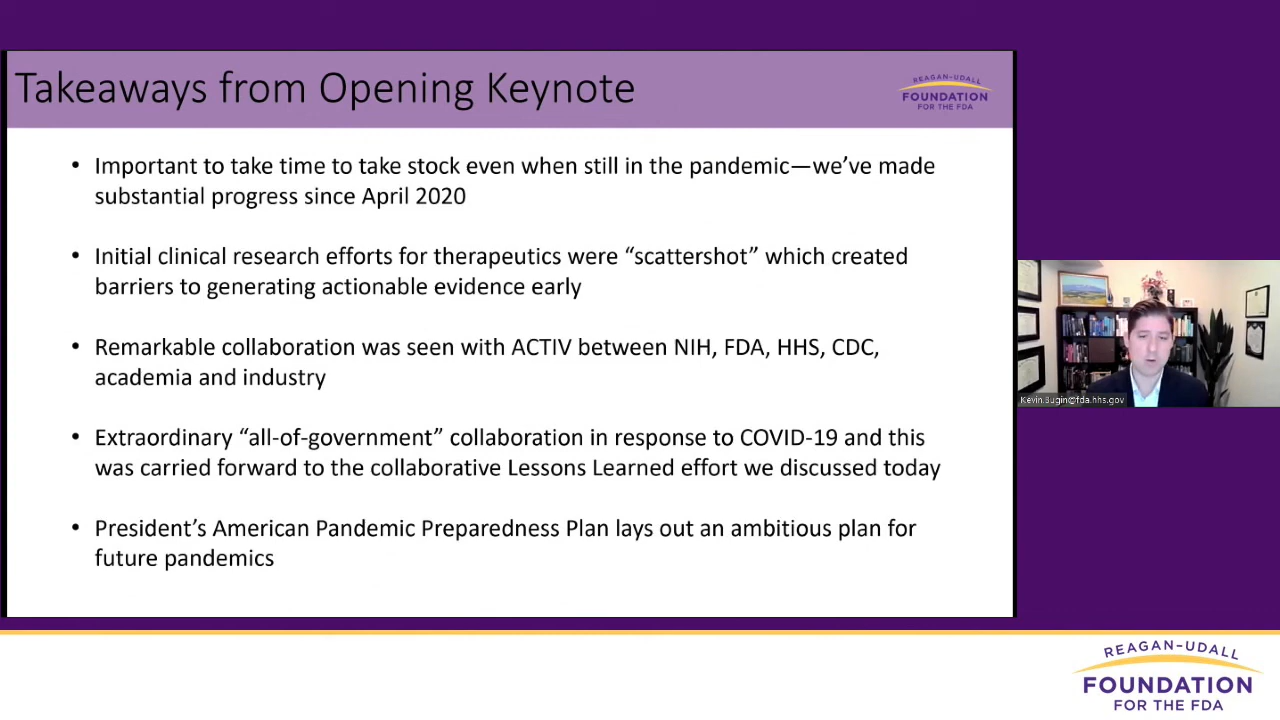 Takeaways from Opening Keynote
REAGAN-UDALL
FOUNDATION
FOR THE FDA
• Important to take time to take stock even when still in the pandemic—we’ve made
substantial progress since April 2020
• Initial clinical research efforts for therapeutics were “scattershot” which created
barriers to generating actionable evidence early
• Remarkable collaboration was seen with ACTIV between NIH, FDA, HHS, CDC,
academia and industry
• Extraordinary “all-of-government” collaboration in response to COVID-19 and this
was carried forward to the collaborative Lessons Learned effort we discussed today
• President’s American Pandemic Preparedness Plan lays out an ambitious plan for
future pandemics
Kevin.Bugin@fda.hhs.gov
REAGAN-UDALL
FOUNDATION
FOR THE FDA